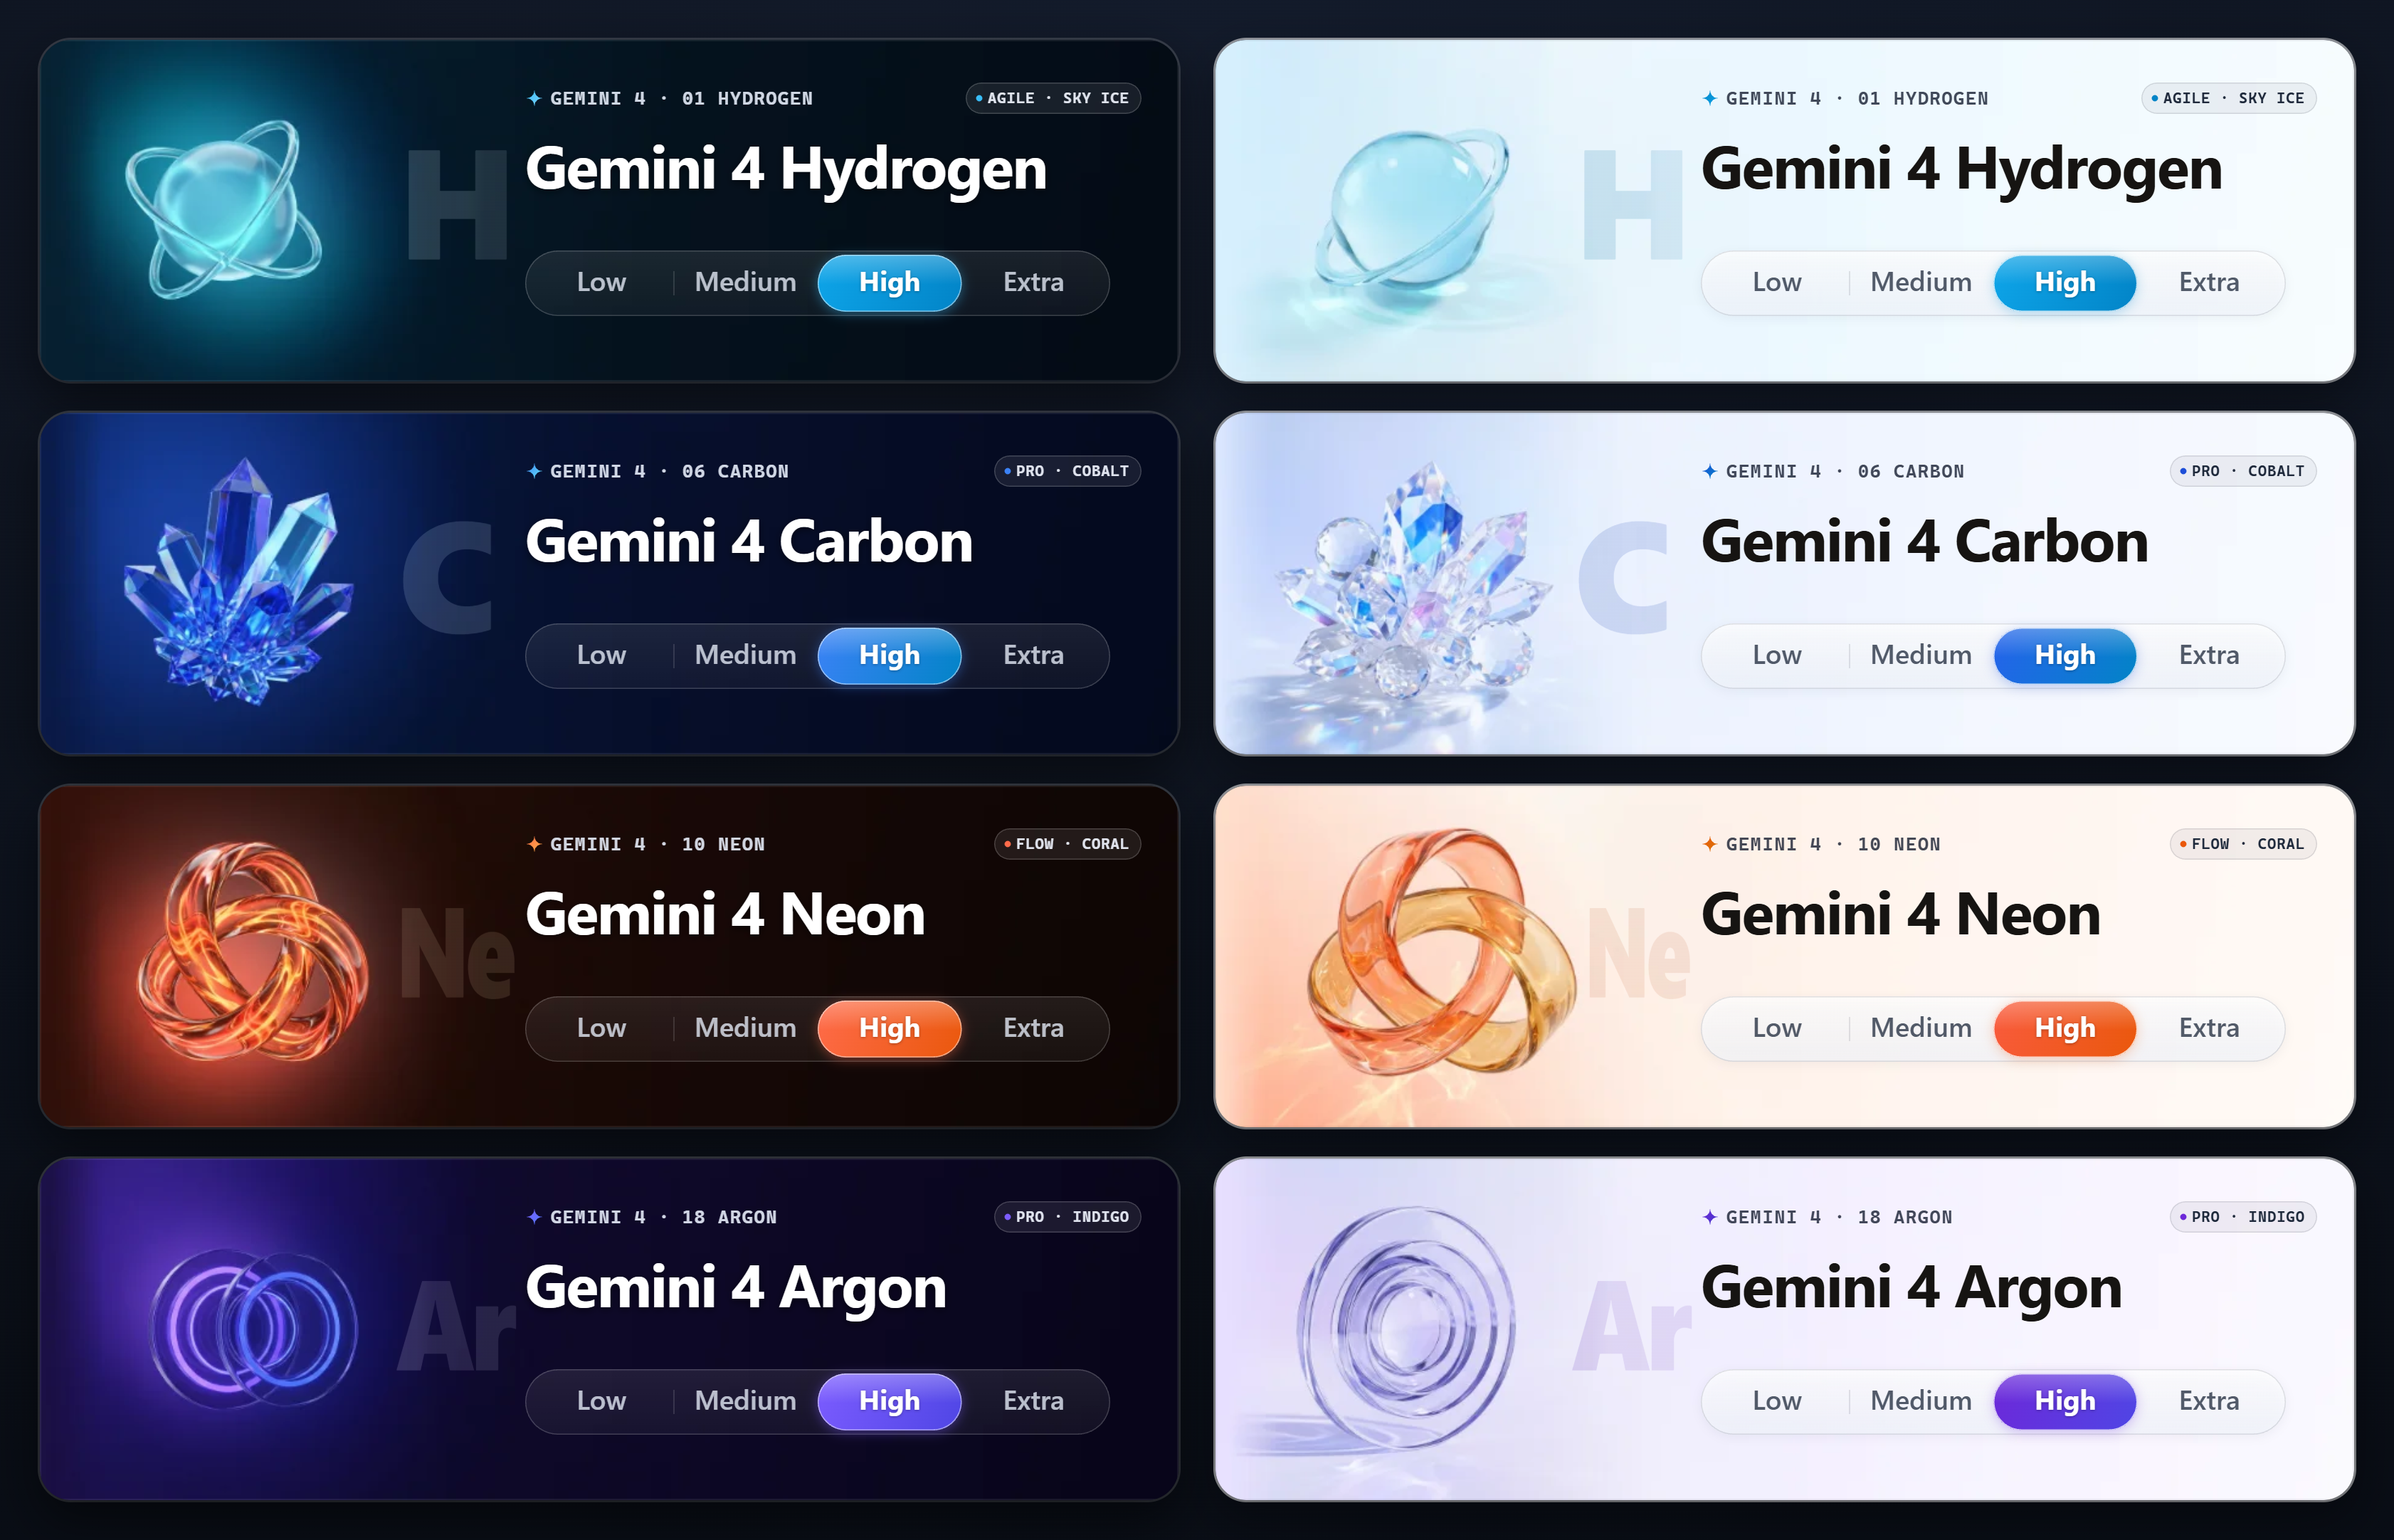 ✦ GEMINI 4 · 01 HYDROGEN
AGILE · SKY ICE
H
Gemini 4 Hydrogen
Low Medium High Extra
✦ GEMINI 4 · 01 HYDROGEN
AGILE · SKY ICE
H
Gemini 4 Hydrogen
Low Medium High Extra
✦ GEMINI 4 · 06 CARBON
PRO · COBALT
C
Gemini 4 Carbon
Low Medium High Extra
✦ GEMINI 4 · 06 CARBON
PRO · COBALT
C
Gemini 4 Carbon
Low Medium High Extra
✦ GEMINI 4 · 10 NEON
FLOW · CORAL
Ne
Gemini 4 Neon
Low Medium High Extra
✦ GEMINI 4 · 10 NEON
FLOW · CORAL
Ne
Gemini 4 Neon
Low Medium High Extra
✦ GEMINI 4 · 18 ARGON
PRO · INDIGO
Ar
Gemini 4 Argon
Low Medium High Extra
✦ GEMINI 4 · 18 ARGON
PRO · INDIGO
Ar
Gemini 4 Argon
Low Medium High Extra